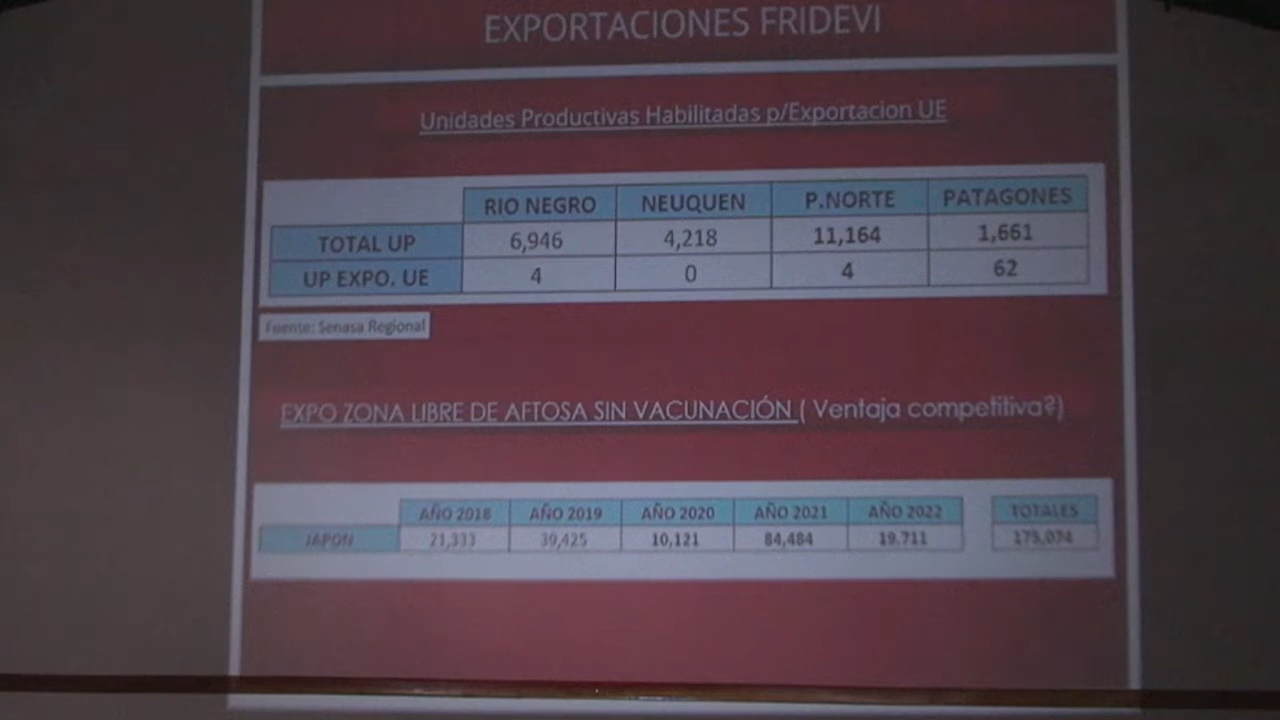 EXPORTACIONES FRIDEVI
Unidades Productivas Habilitadas p/Exportacion UE
RIO NEGRO NEUQUEN P.NORTE PATAGONES
TOTAL UP 6,946 4,218 11,164 1,661
UP EXPO. UE 4 0 4 62
Fuente: Senasa Regional
EXPO ZONA LIBRE DE AFTOSA SIN VACUNACIÓN ( Ventaja competitiva?)
AÑO 2018 AÑO 2019 AÑO 2020 AÑO 2021 AÑO 2022 TOTALES
JAPON 21,333 39,425 10,121 84,484 19.711